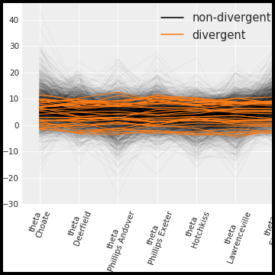 non-divergent
divergent
40
30
20
10
0
−10
−20
−30
theta
Choate
theta
Deerfield
theta
Phillips Andover
theta
Phillips Exeter
theta
Hotchkiss
theta
Lawrenceville
theta